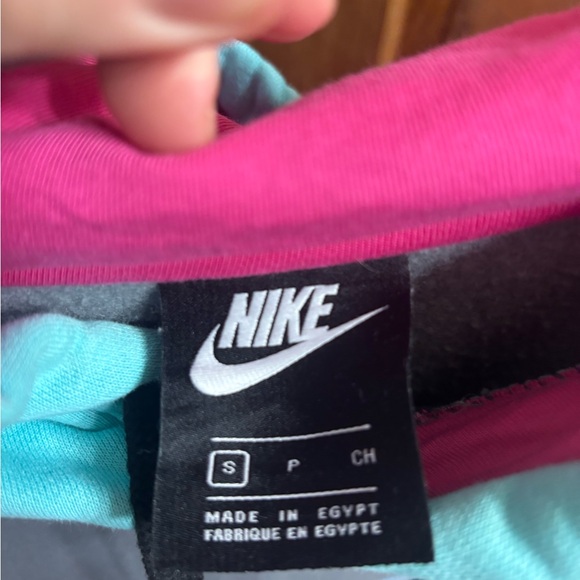 NIKE
S P CH
MADE IN EGYPT
FABRIQUE EN EGYPTE